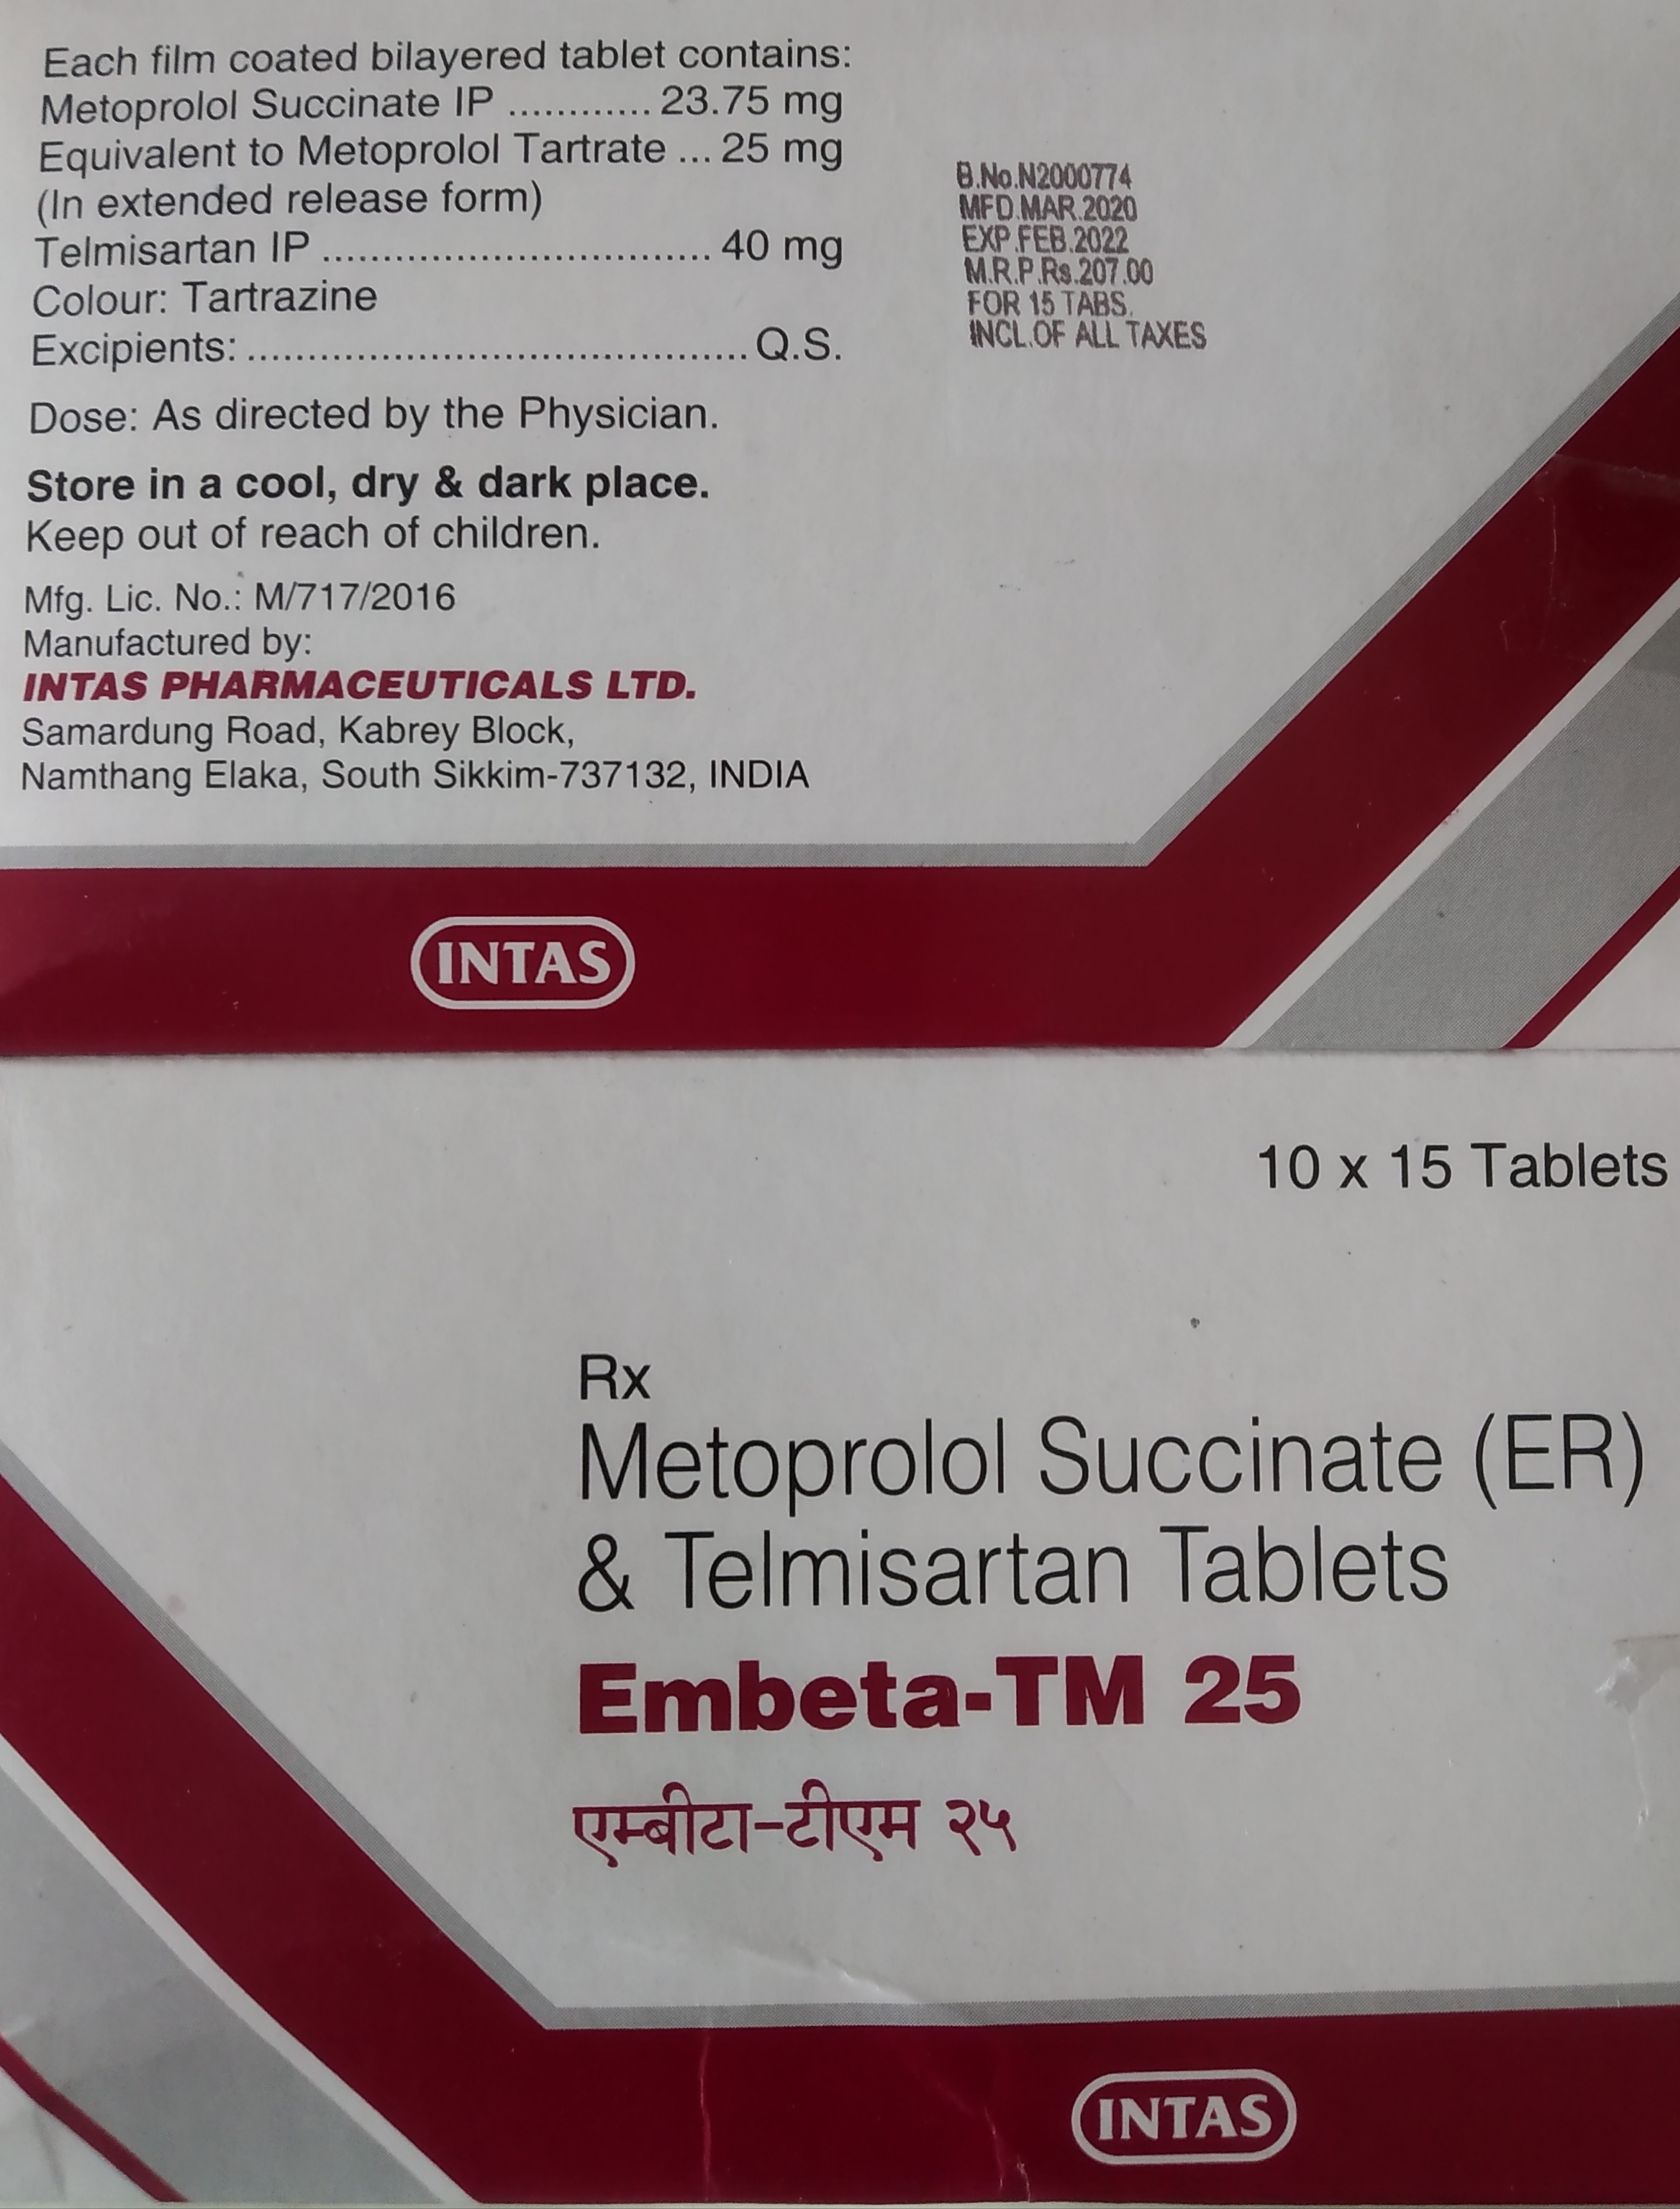 Each film coated bilayered tablet contains:
Metoprolol Succinate IP ............ 23.75 mg
Equivalent to Metoprolol Tartrate ... 25 mg
(In extended release form)
Telmisartan IP ................................ 40 mg
Colour: Tartrazine
Excipients: ......................................... Q.S.
Dose: As directed by the Physician.
Store in a cool, dry & dark place.
Keep out of reach of children.
Mfg. Lic. No.: M/717/2016
Manufactured by:
INTAS PHARMACEUTICALS LTD.
Samardung Road, Kabrey Block,
Namthang Elaka, South Sikkim-737132, INDIA
B.No.N2000774
MFD.MAR.2020
EXP.FEB.2022
M.R.P.Rs.207.00
FOR 15 TABS.
INCL.OF ALL TAXES
INTAS
10 x 15 Tablets
Rx
Metoprolol Succinate (ER)
& Telmisartan Tablets
Embeta-TM 25
एम्बीटा-टीएम २५
INTAS